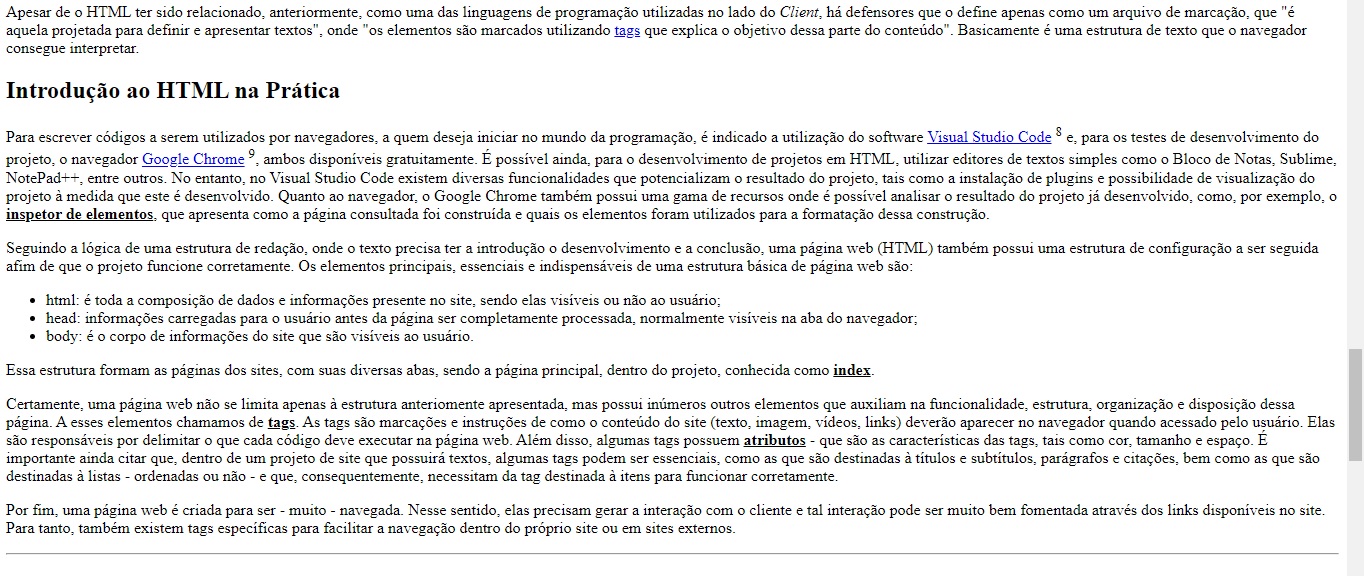 Apesar de o HTML ter sido relacionado, anteriormente, como uma das linguagens de programação utilizadas no lado do Client, há defensores que o define apenas como um arquivo de marcação, que "é
aquela projetada para definir e apresentar textos", onde "os elementos são marcados utilizando tags que explica o objetivo dessa parte do conteúdo". Basicamente é uma estrutura de texto que o navegador
consegue interpretar.
Introdução ao HTML na Prática
Para escrever códigos a serem utilizados por navegadores, a quem deseja iniciar no mundo da programação, é indicado a utilização do software Visual Studio Code 8 e, para os testes de desenvolvimento do
projeto, o navegador Google Chrome 9, ambos disponíveis gratuitamente. É possível ainda, para o desenvolvimento de projetos em HTML, utilizar editores de textos simples como o Bloco de Notas, Sublime,
NotePad++, entre outros. No entanto, no Visual Studio Code existem diversas funcionalidades que potencializam o resultado do projeto, tais como a instalação de plugins e possibilidade de visualização do
projeto à medida que este é desenvolvido. Quanto ao navegador, o Google Chrome também possui uma gama de recursos onde é possível analisar o resultado do projeto já desenvolvido, como, por exemplo, o
inspetor de elementos, que apresenta como a página consultada foi construída e quais os elementos foram utilizados para a formatação dessa construção.
Seguindo a lógica de uma estrutura de redação, onde o texto precisa ter a introdução o desenvolvimento e a conclusão, uma página web (HTML) também possui uma estrutura de configuração a ser seguida
afim de que o projeto funcione corretamente. Os elementos principais, essenciais e indispensáveis de uma estrutura básica de página web são:
• html: é toda a composição de dados e informações presente no site, sendo elas visíveis ou não ao usuário;
• head: informações carregadas para o usuário antes da página ser completamente processada, normalmente visíveis na aba do navegador;
• body: é o corpo de informações do site que são visíveis ao usuário.
Essa estrutura formam as páginas dos sites, com suas diversas abas, sendo a página principal, dentro do projeto, conhecida como index.
Certamente, uma página web não se limita apenas à estrutura anteriomente apresentada, mas possui inúmeros outros elementos que auxiliam na funcionalidade, estrutura, organização e disposição dessa
página. A esses elementos chamamos de tags. As tags são marcações e instruções de como o conteúdo do site (texto, imagem, vídeos, links) deverão aparecer no navegador quando acessado pelo usuário. Elas
são responsáveis por delimitar o que cada código deve executar na página web. Além disso, algumas tags possuem atributos - que são as características das tags, tais como cor, tamanho e espaço. É
importante ainda citar que, dentro de um projeto de site que possuirá textos, algumas tags podem ser essenciais, como as que são destinadas à títulos e subtítulos, parágrafos e citações, bem como as que são
destinadas à listas - ordenadas ou não - e que, consequentemente, necessitam da tag destinada à itens para funcionar corretamente.
Por fim, uma página web é criada para ser - muito - navegada. Nesse sentido, elas precisam gerar a interação com o cliente e tal interação pode ser muito bem fomentada através dos links disponíveis no site.
Para tanto, também existem tags específicas para facilitar a navegação dentro do próprio site ou em sites externos.